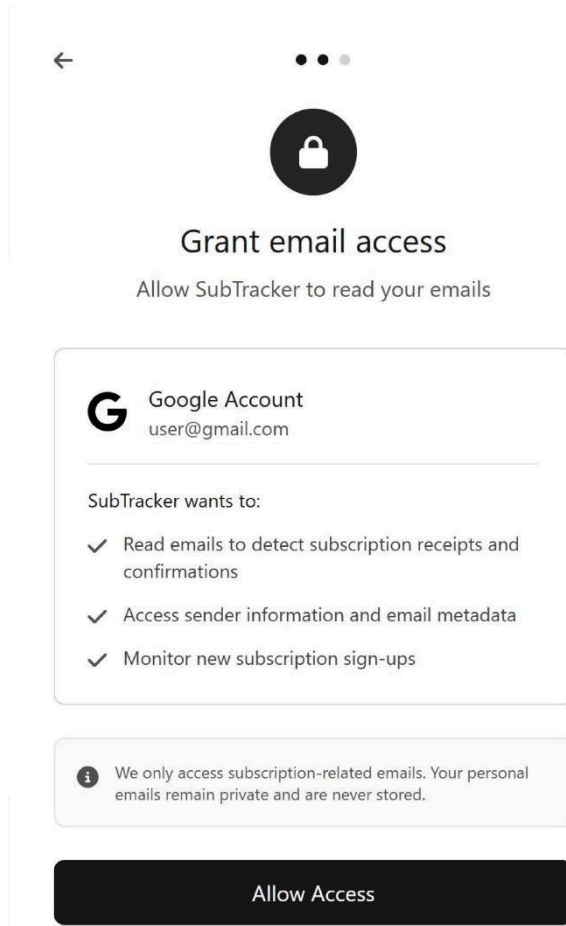 Grant email access
Allow SubTracker to read your emails
Google Account
user@gmail.com
SubTracker wants to:
Read emails to detect subscription receipts and
confirmations
Access sender information and email metadata
Monitor new subscription sign-ups
We only access subscription-related emails. Your personal
emails remain private and are never stored.
Allow Access